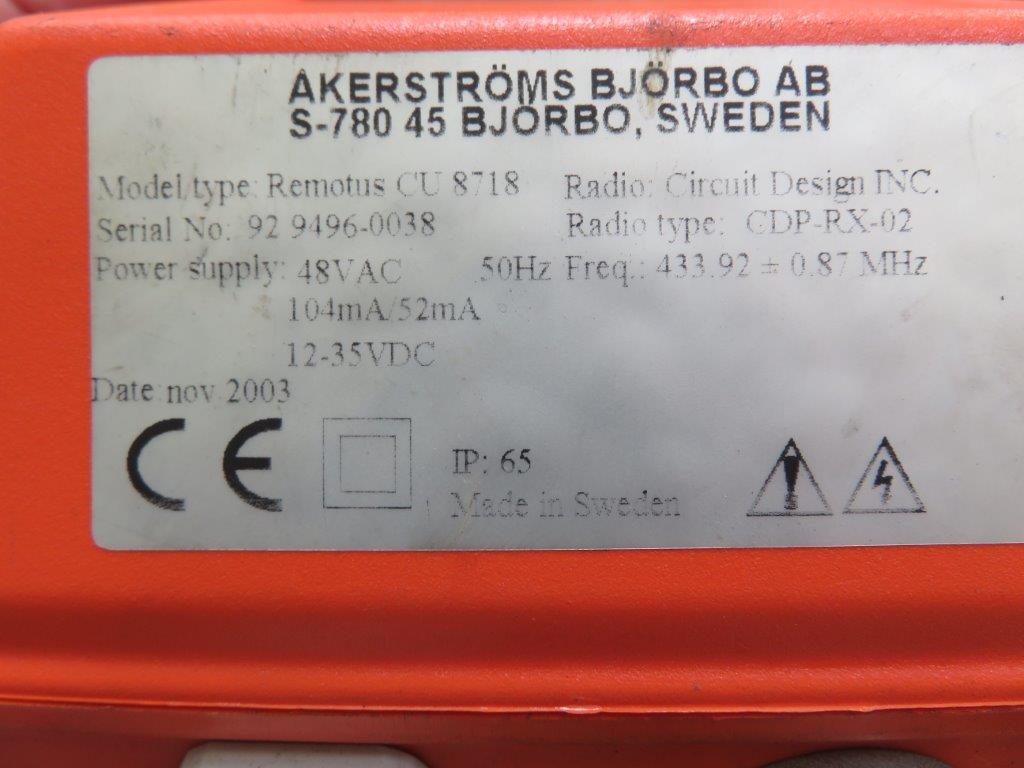 ÅKERSTRÖMS BJÖRBO AB
S-780 45 BJÖRBO, SWEDEN
Model/type: Remotus CU 8718 Radio: Circuit Design INC.
Serial No: 92 9496-0038 Radio type: CDP-RX-02
Power supply: 48VAC 50Hz Freq.: 433.92 ± 0.87 MHz
104mA/52mA
12-35VDC
Date nov 2003
CE IP: 65
Made in Sweden